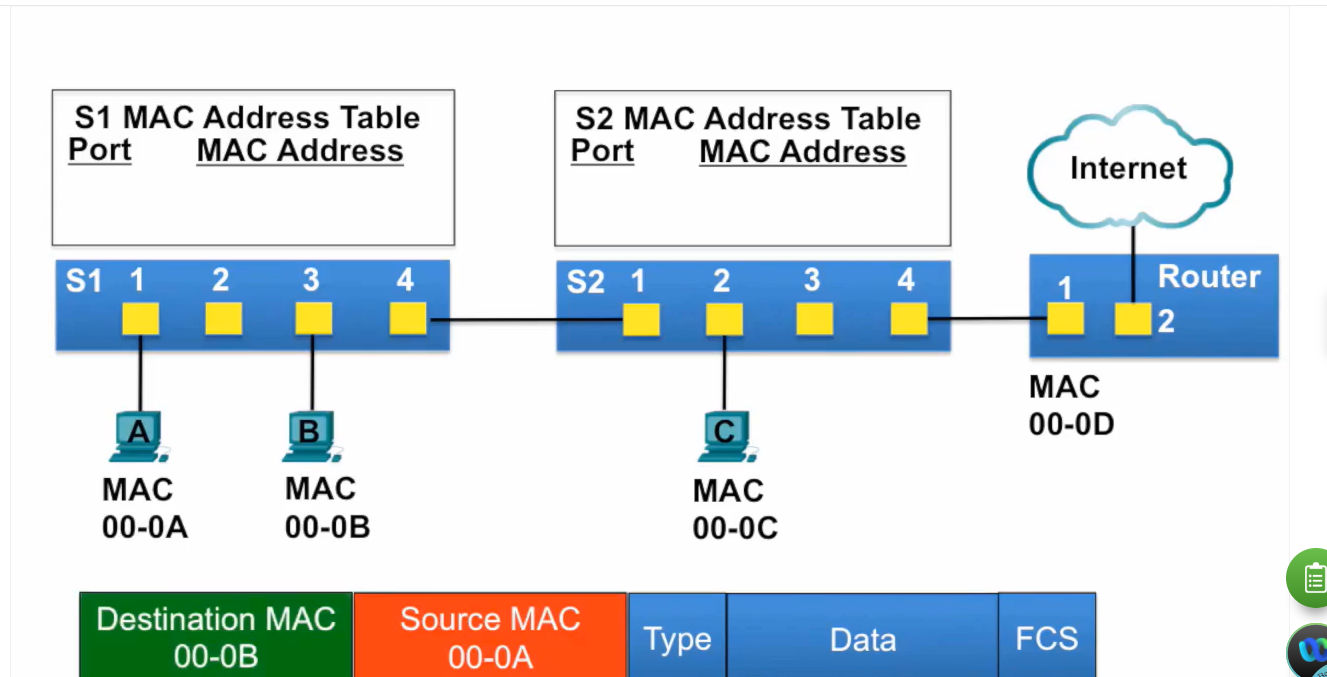 S1 MAC Address Table
Port MAC Address
S2 MAC Address Table
Port MAC Address
Internet
S1 1 2 3 4
S2 1 2 3 4
1 Router
2
MAC
00-0D
A
B
C
MAC
00-0A
MAC
00-0B
MAC
00-0C
Destination MAC
00-0B
Source MAC
00-0A
Type
Data
FCS